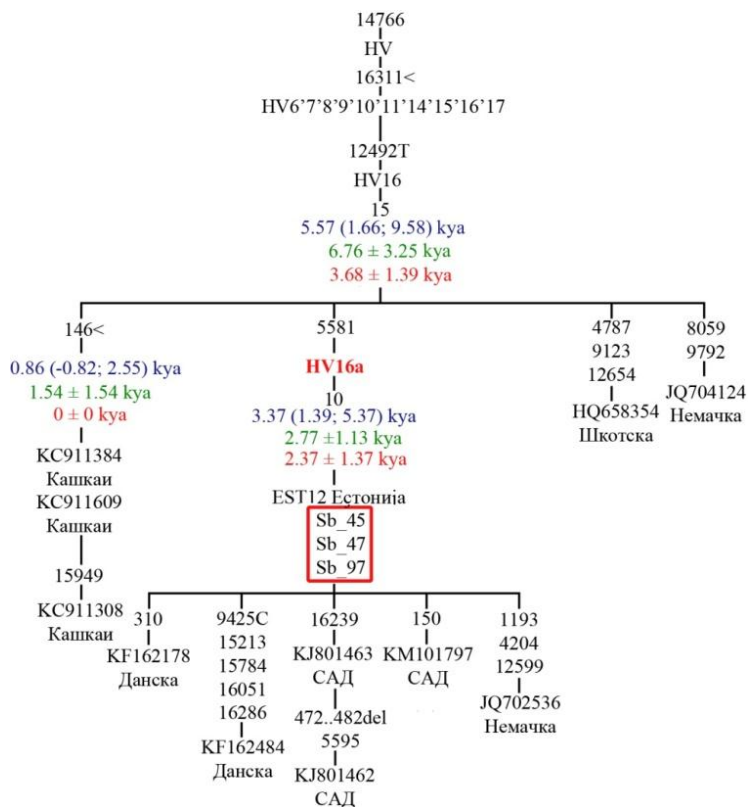 14766
HV
16311<
HV6’7’8’9’10’11’14’15’16’17
12492T
HV16
15
5.57 (1.66; 9.58) kya
6.76 ± 3.25 kya
3.68 ± 1.39 kya
146<
0.86 (-0.82; 2.55) kya
1.54 ± 1.54 kya
0 ± 0 kya
KC911384
Кашкаи
KC911609
Кашкаи
15949
KC911308
Кашкаи
5581
HV16a
10
3.37 (1.39; 5.37) kya
2.77 ±1.13 kya
2.37 ± 1.37 kya
EST12 Естонија
Sb_45
Sb_47
Sb_97
310
KF162178
Данска
9425C
15213
15784
16051
16286
KF162484
Данска
16239
KJ801463
САД
472..482del
5595
KJ801462
САД
150
KM101797
САД
1193
4204
12599
JQ702536
Немачка
4787
9123
12654
HQ658354
Шкотска
8059
9792
JQ704124
Немачка